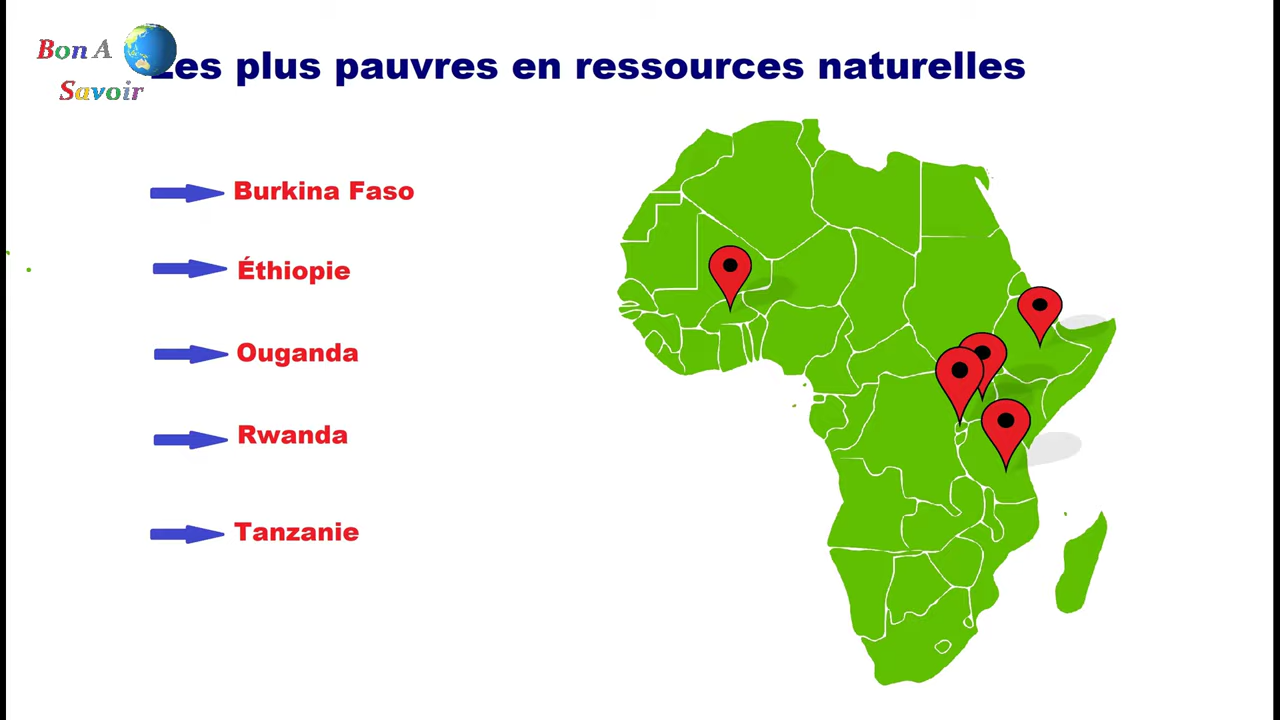 Bon A
Savoir
Les plus pauvres en ressources naturelles
Burkina Faso
Éthiopie
Ouganda
Rwanda
Tanzanie